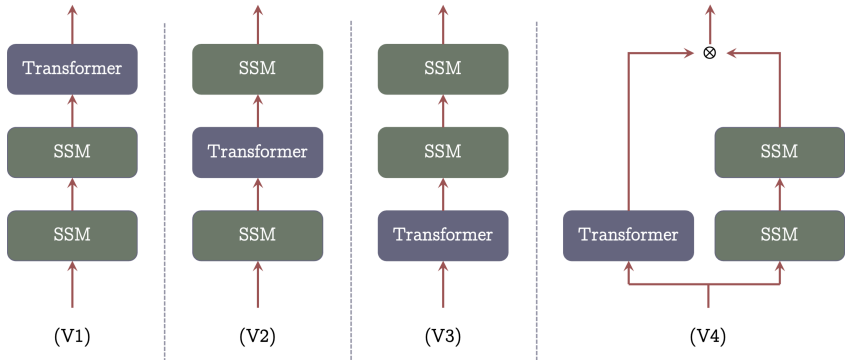 Transformer
SSM
SSM
(V1)
SSM
Transformer
SSM
(V2)
SSM
SSM
Transformer
(V3)
⊗
SSM
Transformer
SSM
(V4)